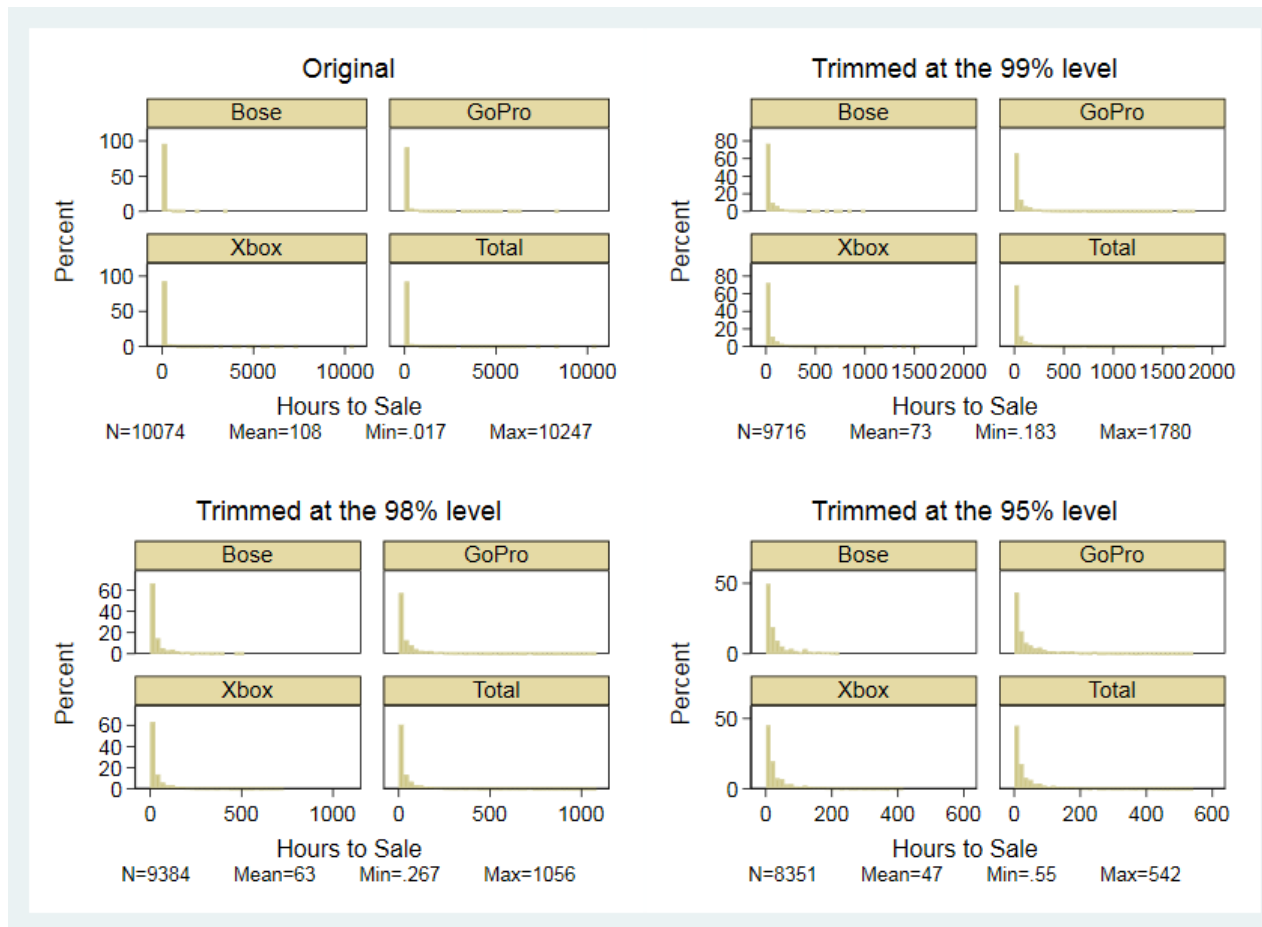 Original
Bose GoPro
100
50
0
Xbox Total
100
50
0
Percent
0 5000 10000 0 5000 10000
Hours to Sale
N=10074 Mean=108 Min=.017 Max=10247
Trimmed at the 99% level
Bose GoPro
80
60
40
20
0
Xbox Total
80
60
40
20
0
Percent
0 500 1000 1500 2000 0 500 1000 1500 2000
Hours to Sale
N=9716 Mean=73 Min=.183 Max=1780
Trimmed at the 98% level
Bose GoPro
60
40
20
0
Xbox Total
60
40
20
0
Percent
0 500 1000 0 500 1000
Hours to Sale
N=9384 Mean=63 Min=.267 Max=1056
Trimmed at the 95% level
Bose GoPro
50
0
Xbox Total
50
0
Percent
0 200 400 600 0 200 400 600
Hours to Sale
N=8351 Mean=47 Min=.55 Max=542